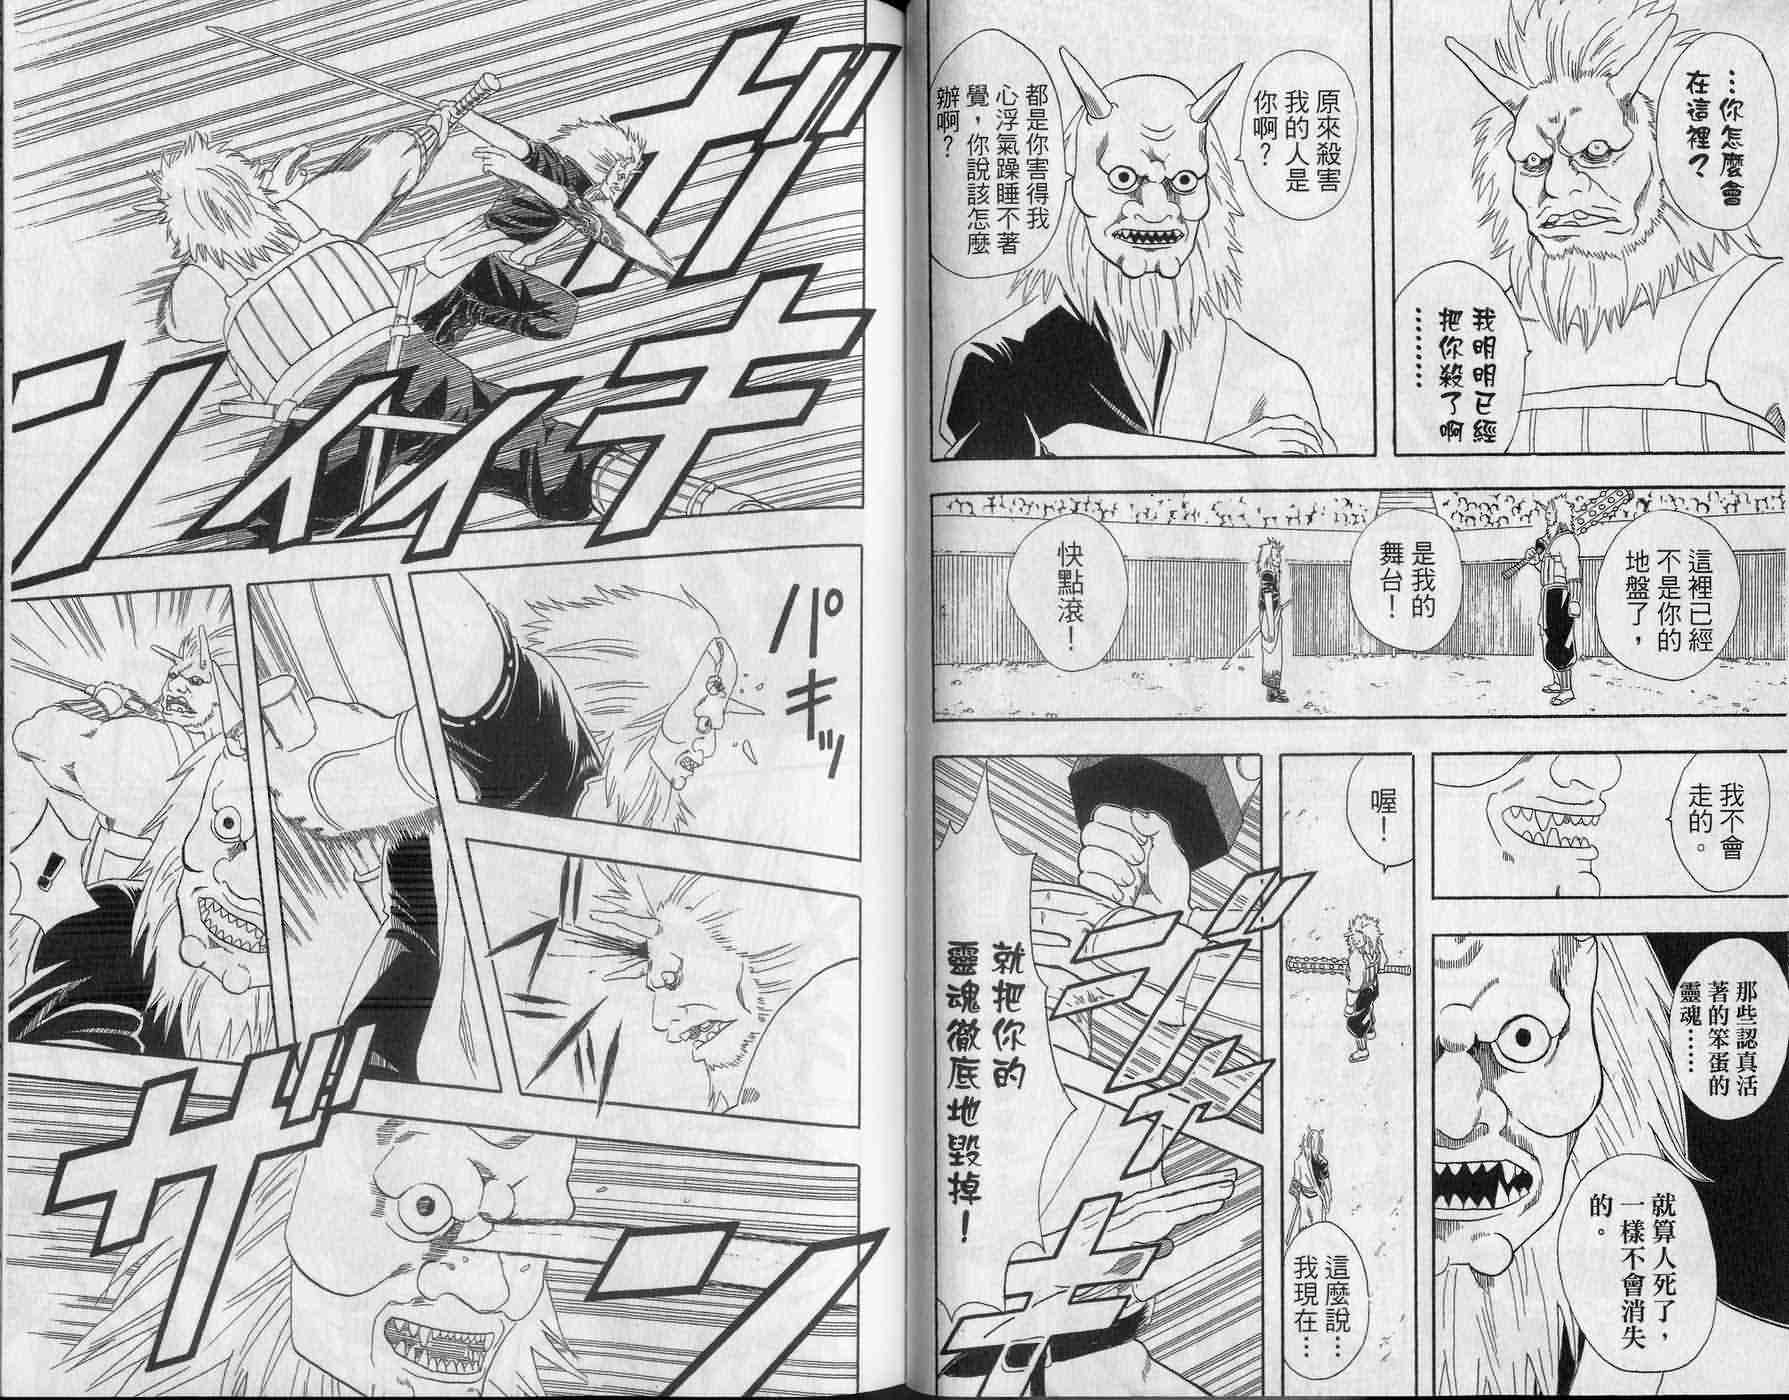 …你怎麼會
在這裡？
我明明已經
把你殺了啊
………
原來殺害
我的人是
你啊？
都是你害得我
心浮氣躁睡不著
覺，你說該怎麼
辦啊？
這裡已經
不是你的
地盤了，
是我的
舞台！
快點滾！
我不會
走的。
那些認真活
著的笨蛋的
靈魂……
就算人死了，
一樣不會消失
的。
喔！
這麼說…
我現在…
就把你的
靈魂徹底地毀掉！
ギ
ガキィィン
パキッ
！
ザン